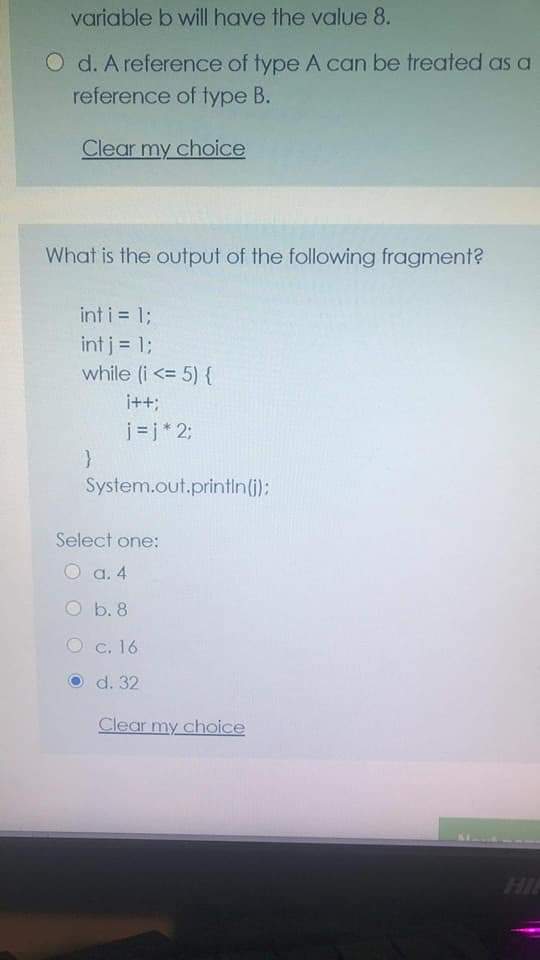 variable b will have the value 8.
d. A reference of type A can be treated as a
reference of type B.
Clear my choice
What is the output of the following fragment?
int i = 1;
int j = 1;
while (i <= 5) {
i++;
j = j * 2;
}
System.out.println(j);
Select one:
a. 4
b. 8
c. 16
d. 32
Clear my choice